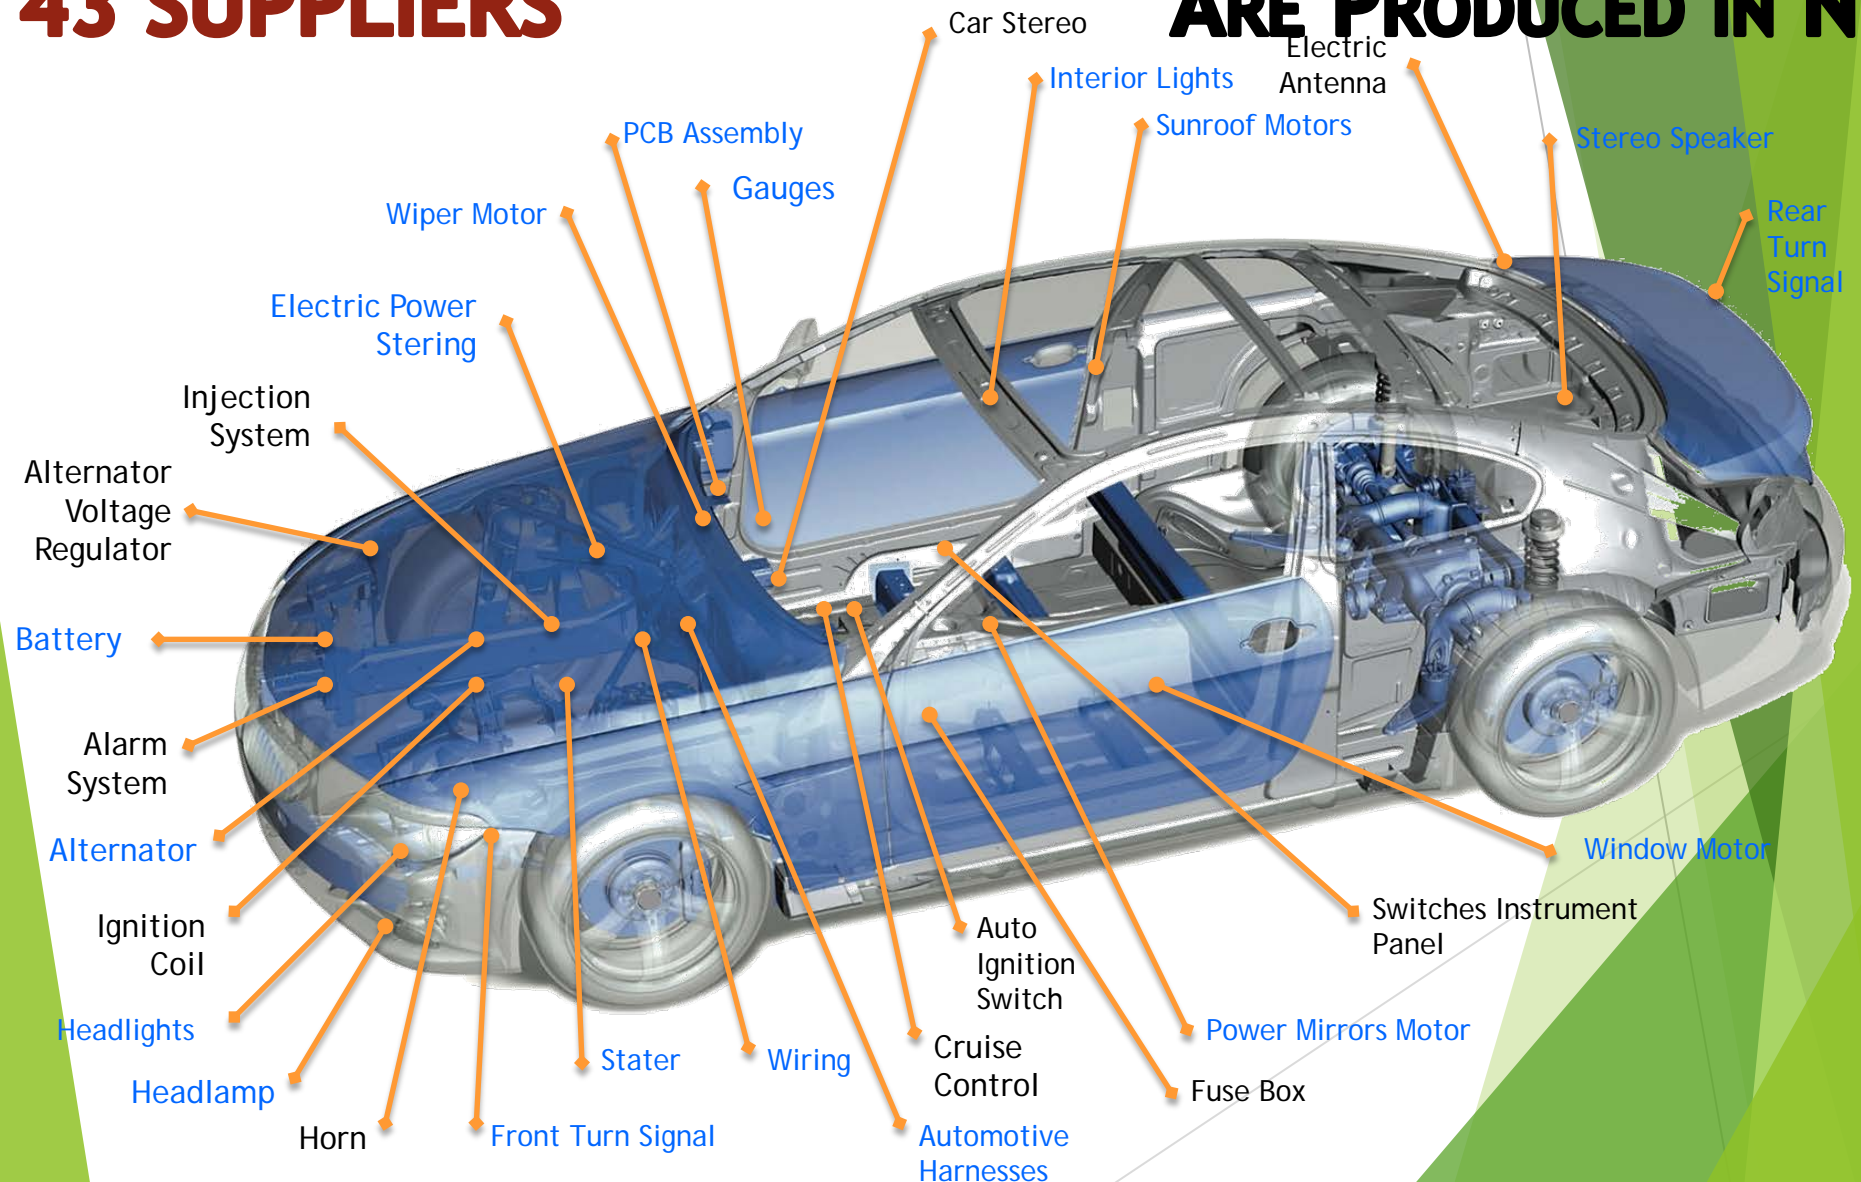 43 SUPPLIERS
ARE PRODUCED IN N
Car Stereo
Electric
Antenna
Interior Lights
Sunroof Motors
PCB Assembly
Stereo Speaker
Gauges
Wiper Motor
Rear
Turn
Signal
Electric Power
Stering
Injection
System
Alternator
Voltage
Regulator
Battery
Alarm
System
Alternator
Window Motor
Ignition
Coil
Switches Instrument
Panel
Auto
Ignition
Switch
Headlights
Power Mirrors Motor
Cruise
Control
Stater
Wiring
Headlamp
Fuse Box
Horn
Front Turn Signal
Automotive
Harnesses